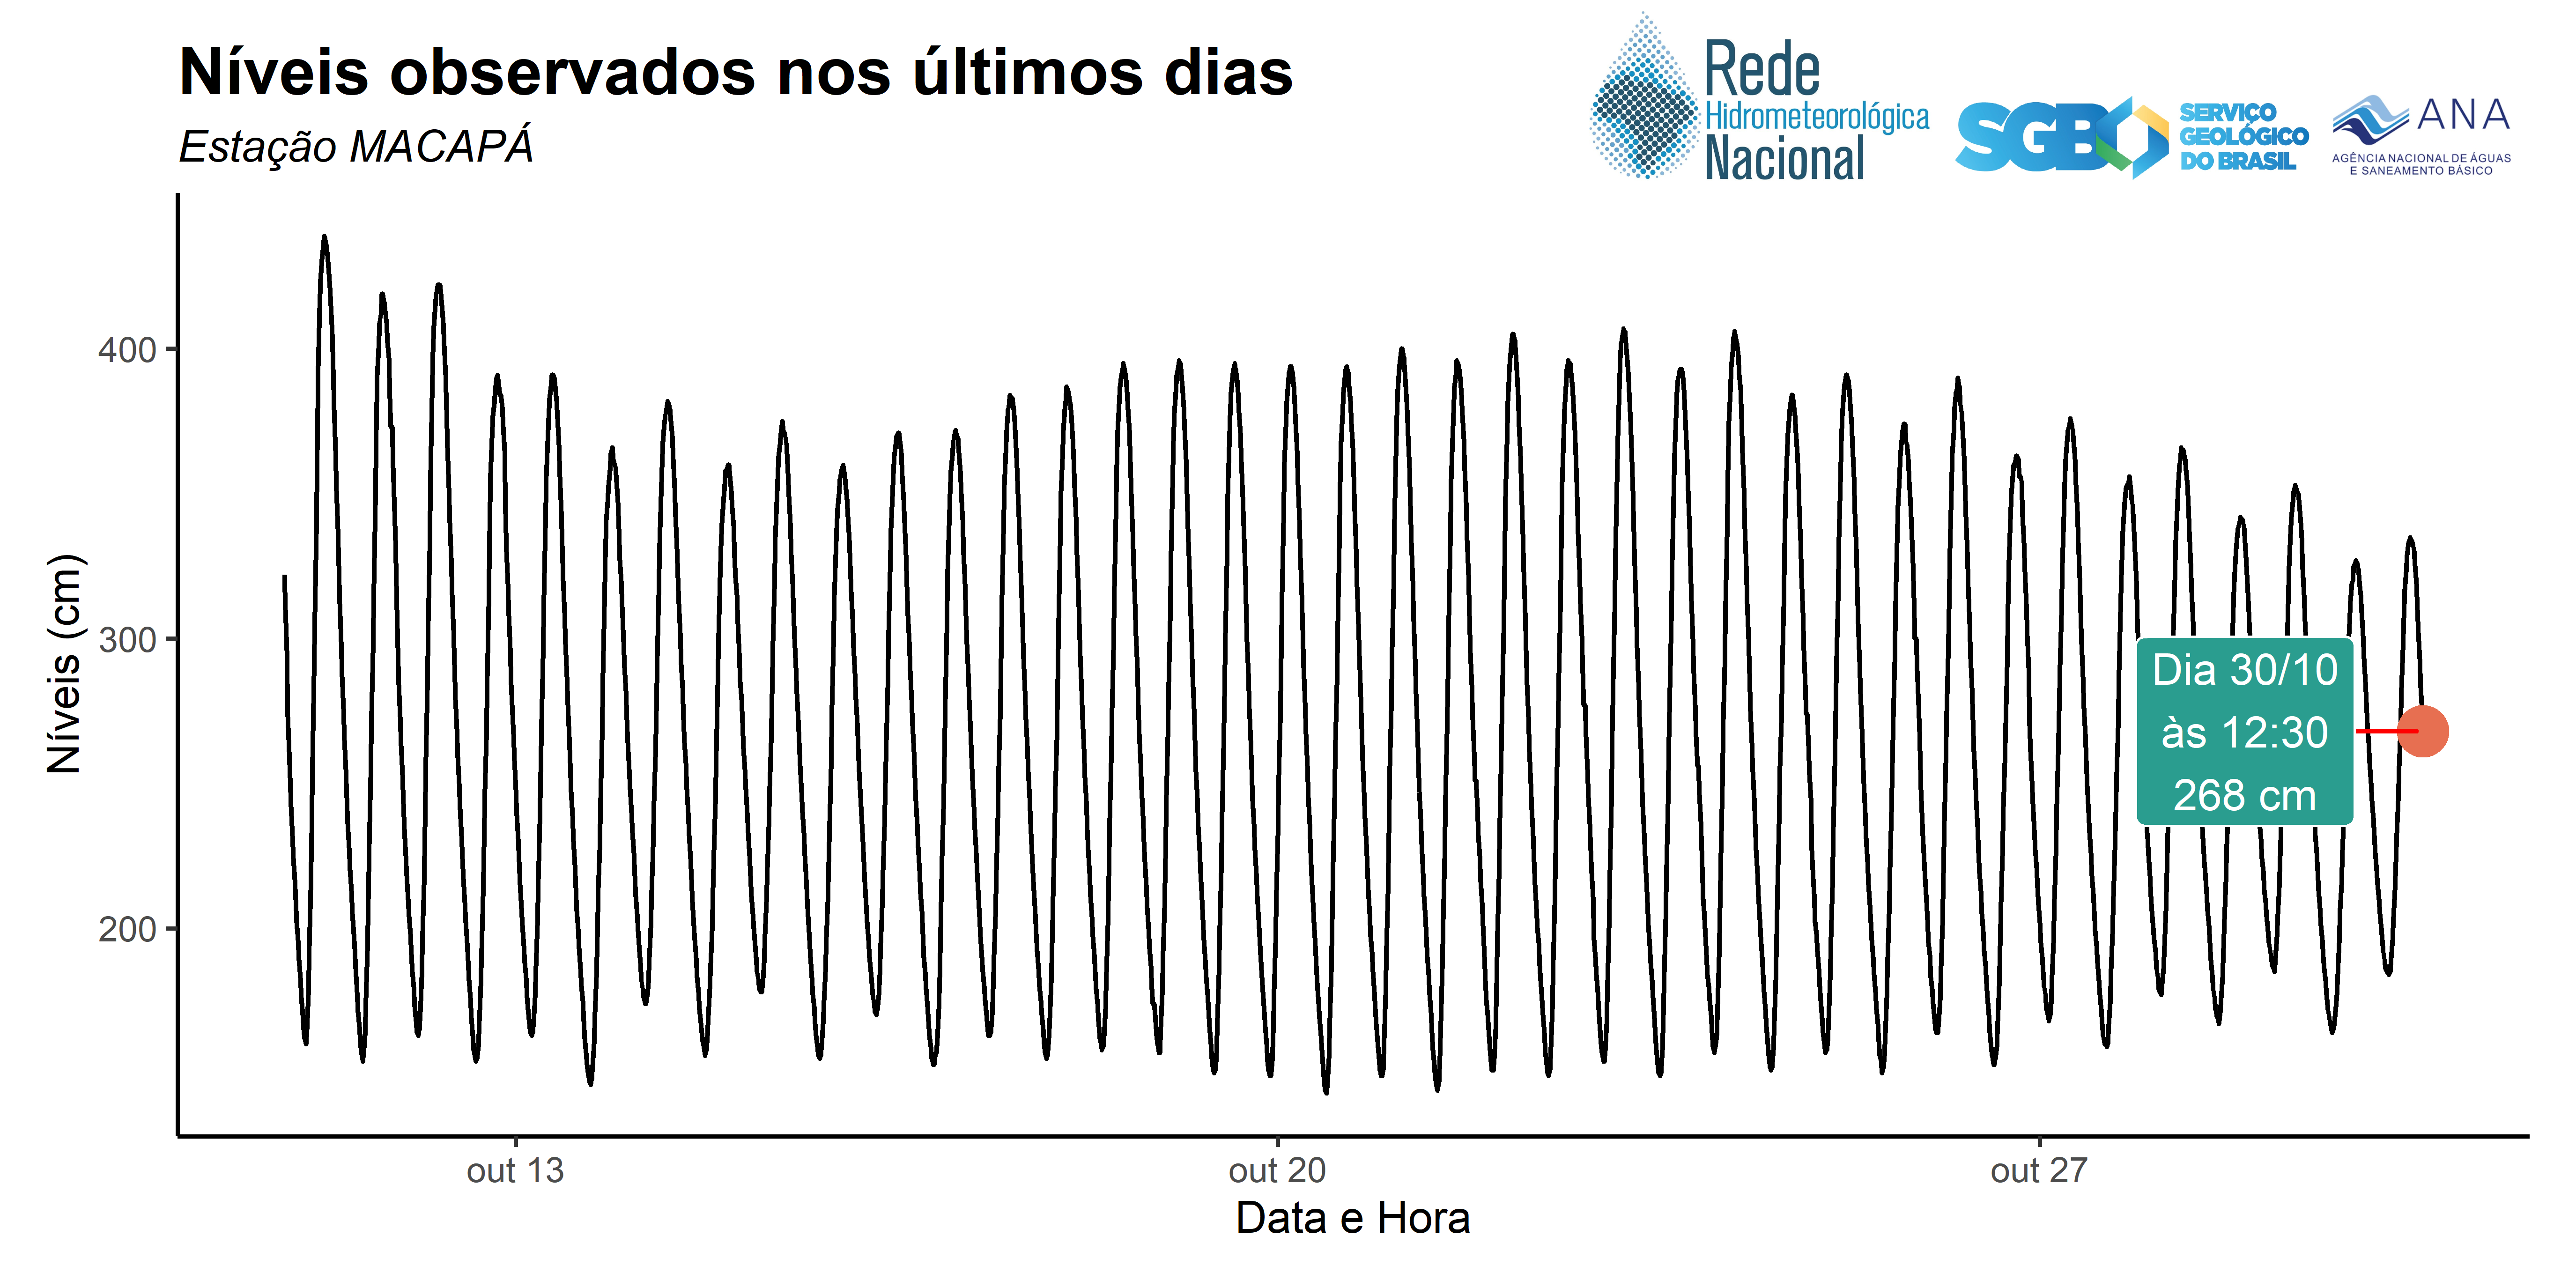 Níveis observados nos últimos dias
Estação MACAPÁ
Rede
Hidrometeorológica
Nacional
SGB
SERVIÇO
GEOLÓGICO
DO BRASIL
ANA
AGÊNCIA NACIONAL DE ÁGUAS
E SANEAMENTO BÁSICO
Níveis (cm)
400
300
200
Dia 30/10
às 12:30
268 cm
out 13
out 20
out 27
Data e Hora